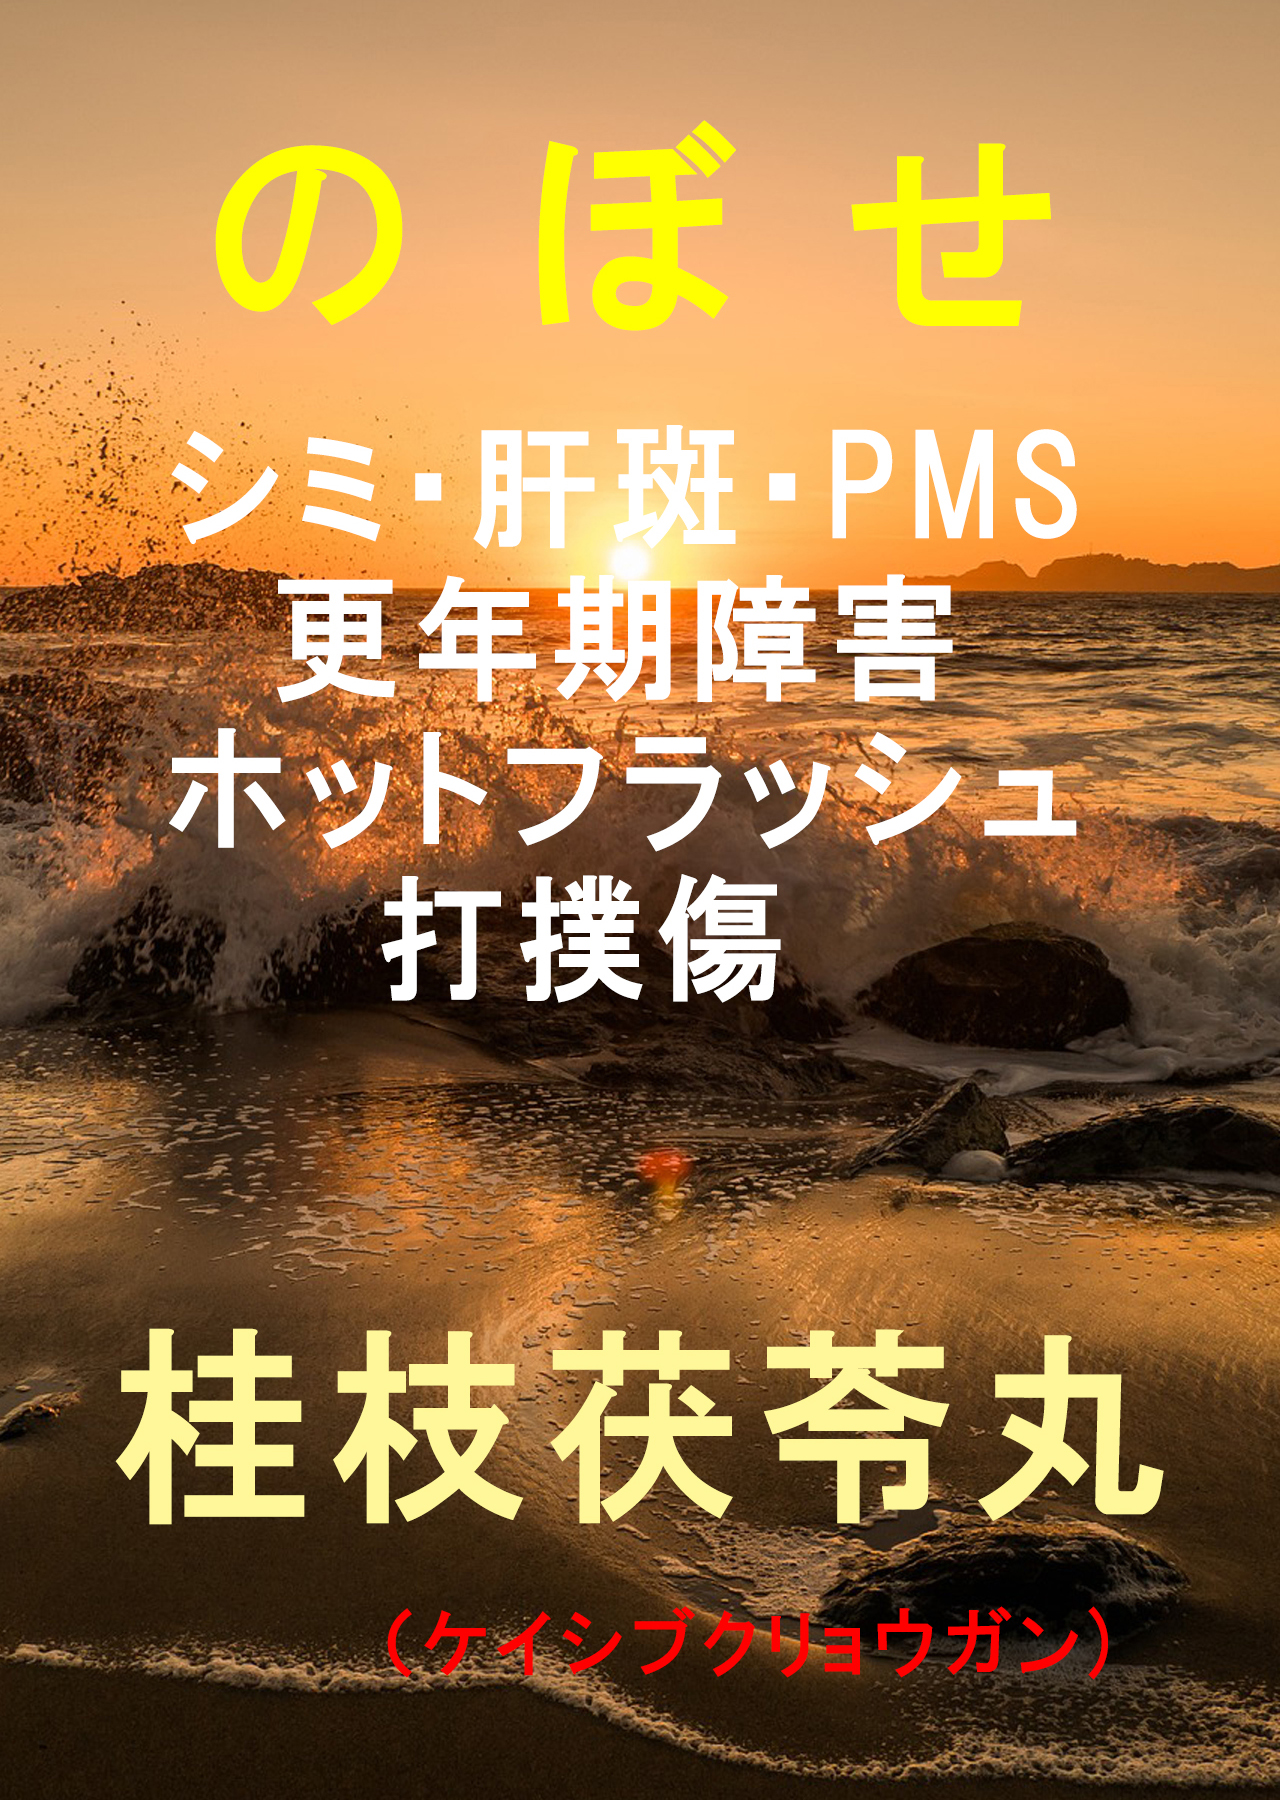 のぼせ
シミ・肝斑・PMS
更年期障害
ホットフラッシュ
打撲傷
桂枝茯苓丸
（ケイシブクリョウガン）